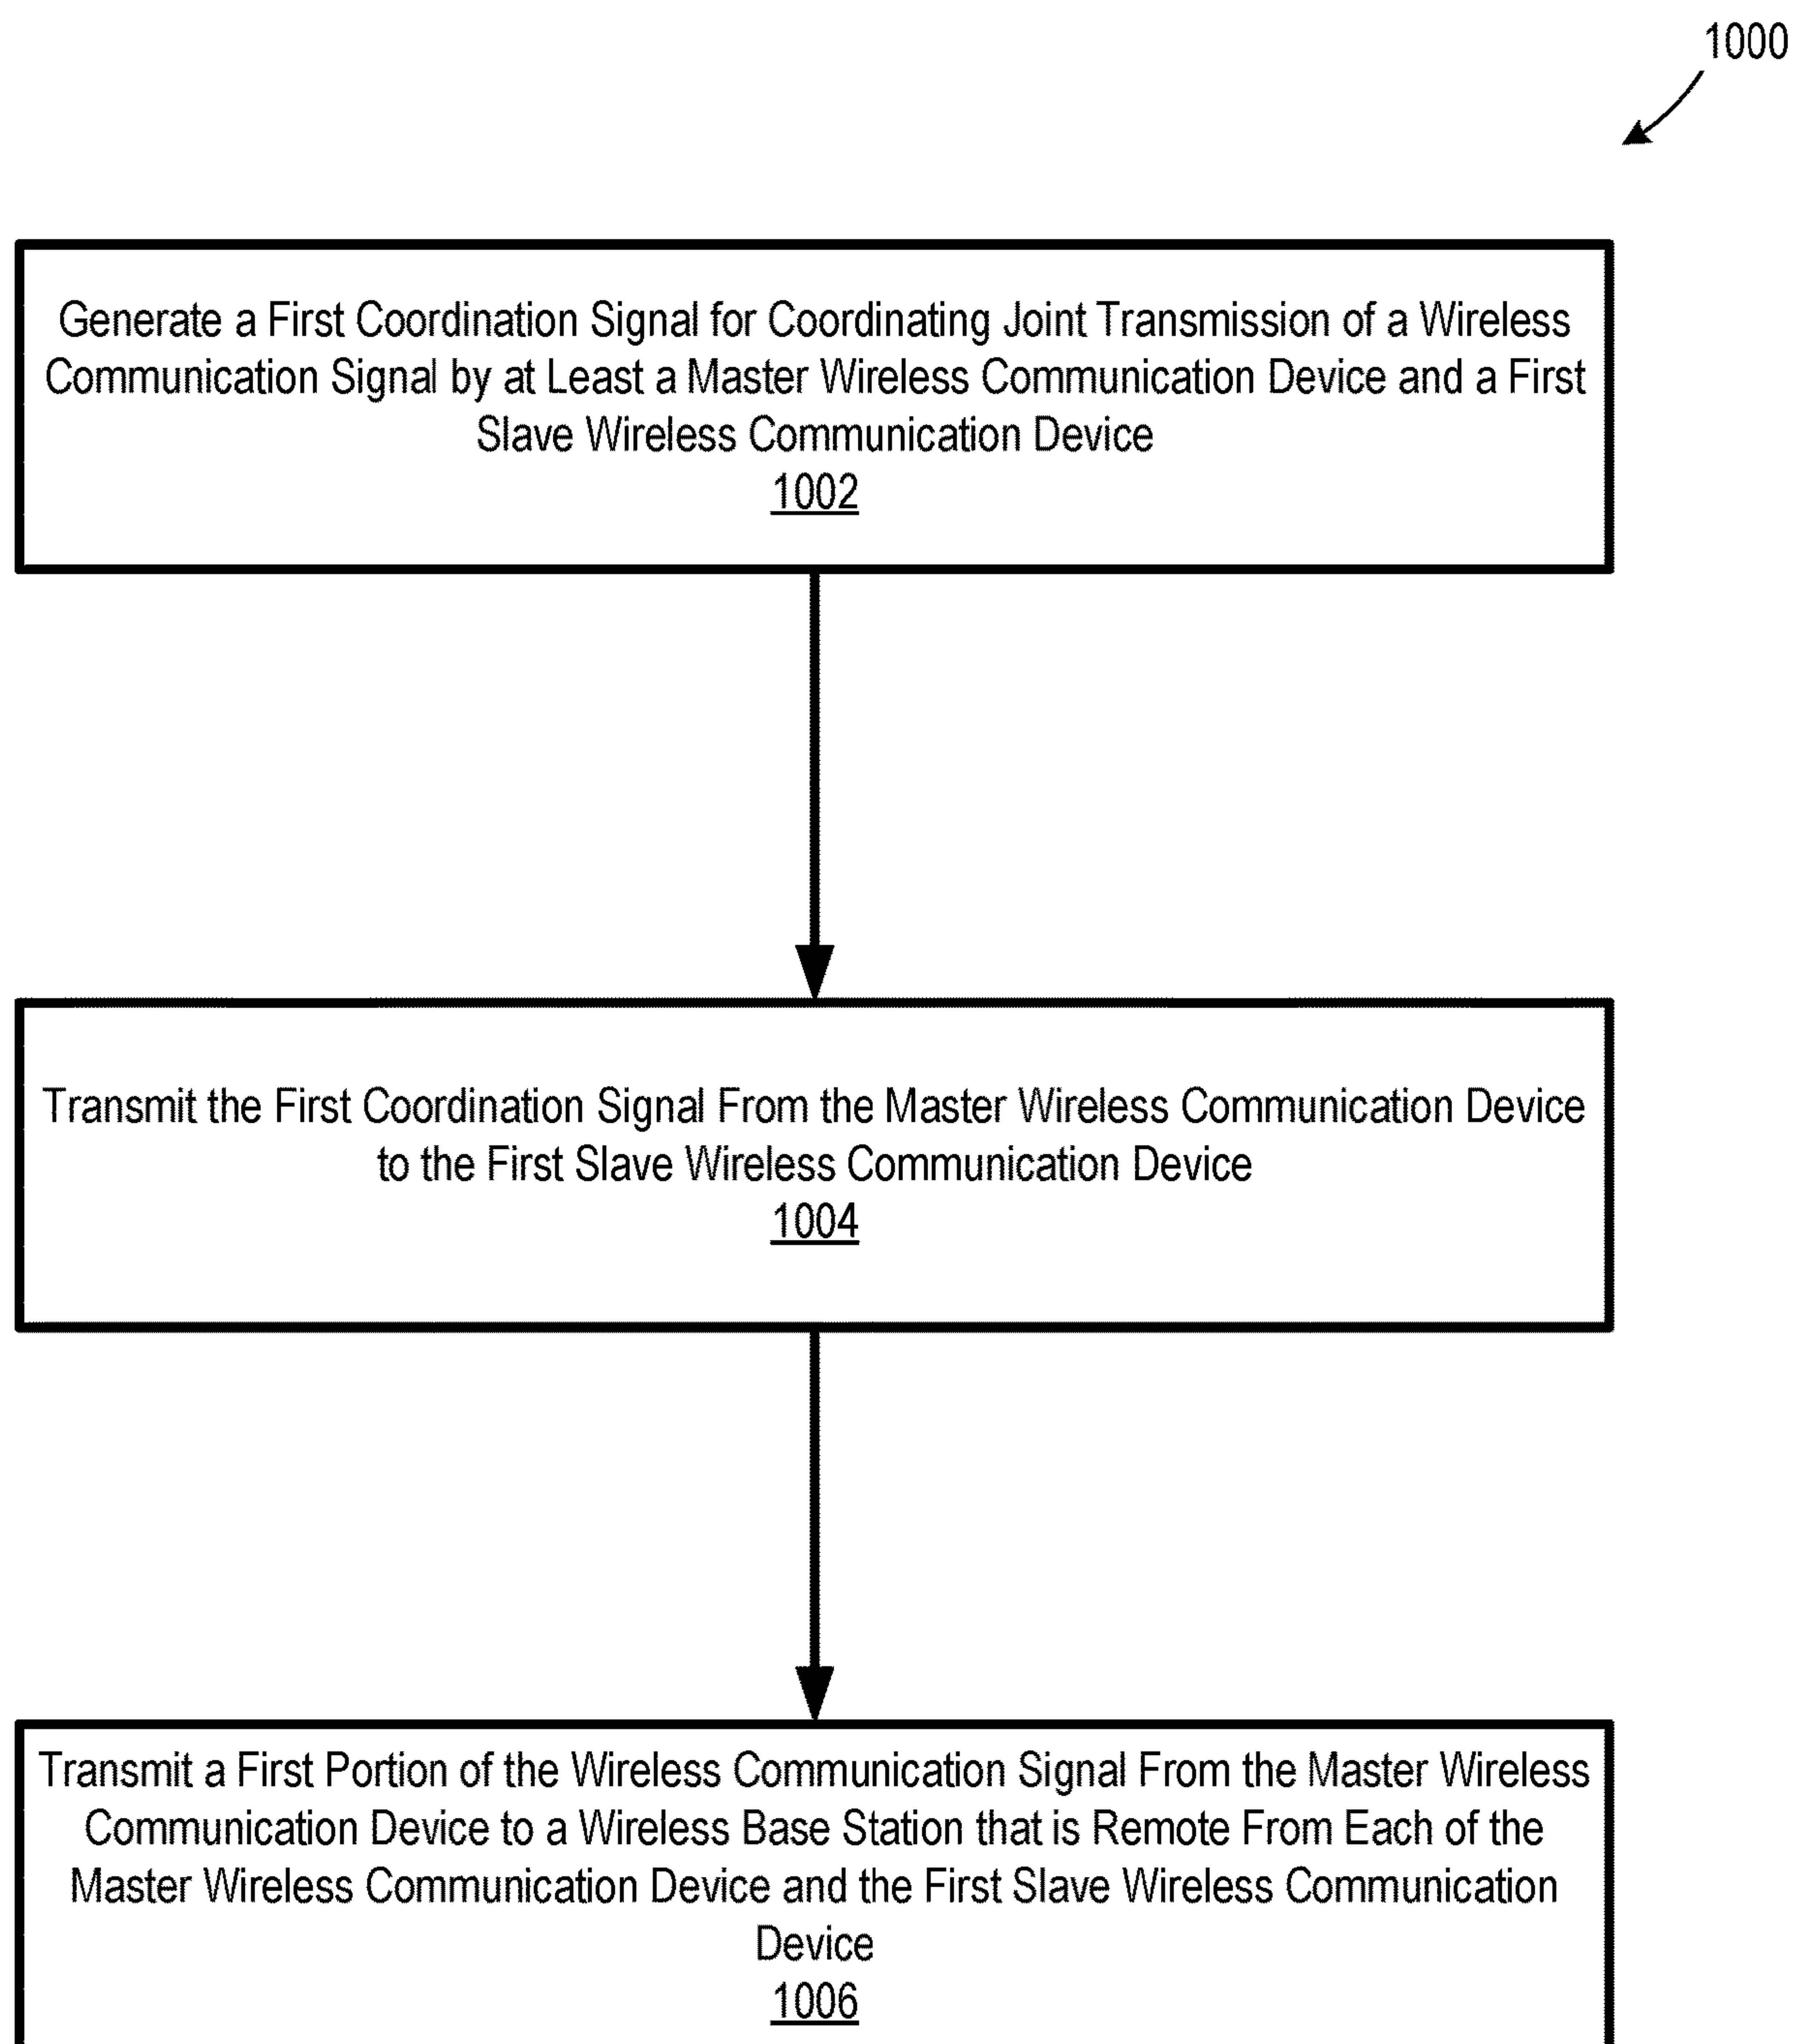 1000
Generate a First Coordination Signal for Coordinating Joint Transmission of a Wireless
Communication Signal by at Least a Master Wireless Communication Device and a First
Slave Wireless Communication Device
1002
Transmit the First Coordination Signal From the Master Wireless Communication Device
to the First Slave Wireless Communication Device
1004
Transmit a First Portion of the Wireless Communication Signal From the Master Wireless
Communication Device to a Wireless Base Station that is Remote From Each of the
Master Wireless Communication Device and the First Slave Wireless Communication
Device
1006